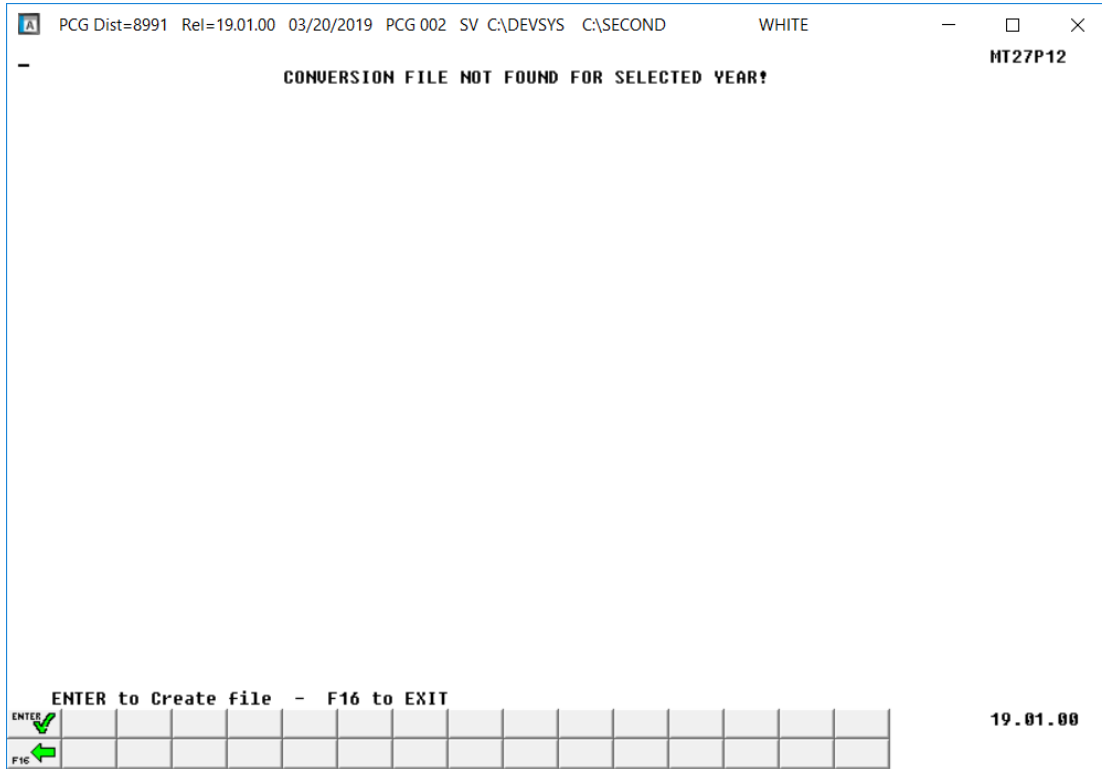 A PCG Dist=8991 Rel=19.01.00 03/20/2019 PCG 002 SV C:\DEVSYS C:\SECOND WHITE
MT27P12
CONVERSION FILE NOT FOUND FOR SELECTED YEAR!
ENTER to Create file - F16 to EXIT
ENTER
19.01.00
F16